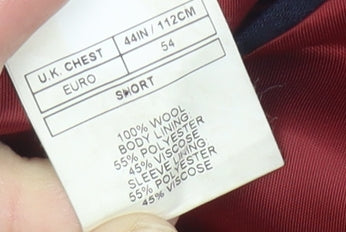 U.K. CHEST 44IN / 112CM
EURO 54
SHORT
100% WOOL
BODY LINING
55% POLYESTER
45% VISCOSE
SLEEVE LINING
55% POLYESTER
45% VISCOSE